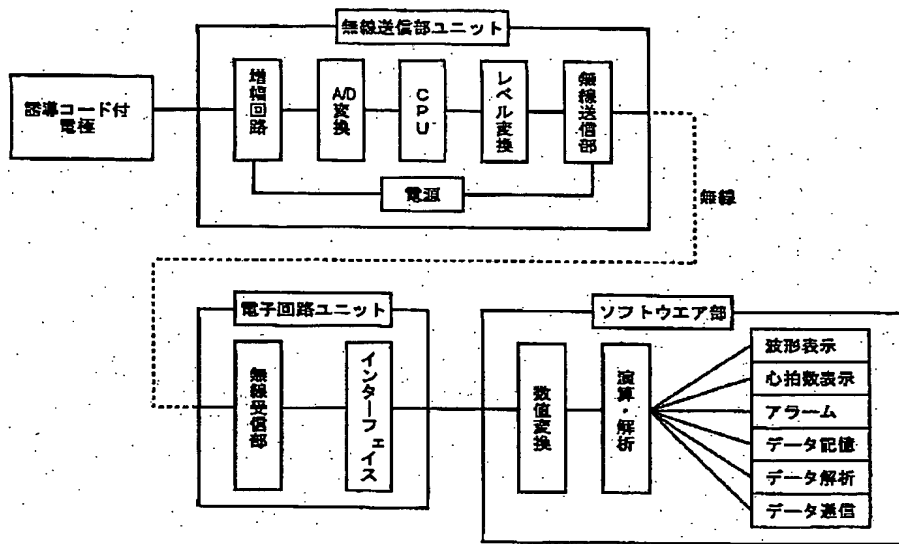 無線送信部ユニット
誘導コード付
電極
増幅回路
A/D変換
CPU
レベル変換
無線送信部
電源
無線
電子回路ユニット
無線受信部
インターフェイス
ソフトウエア部
数値変換
演算・解析
波形表示
心拍数表示
アラーム
データ記憶
データ解析
データ通信